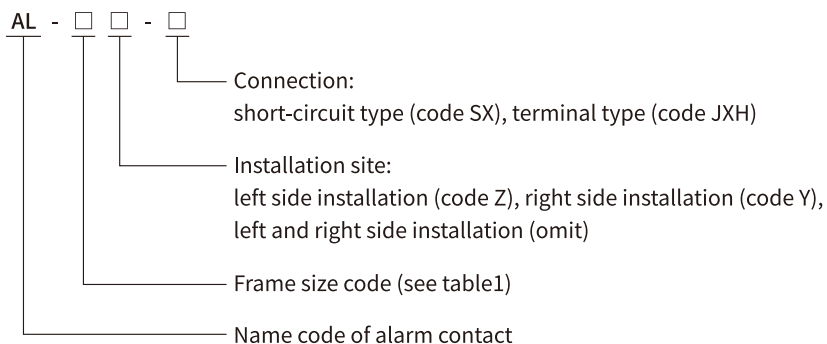 AL - □ □ - □
Connection:
short-circuit type (code SX), terminal type (code JXH)
Installation site:
left side installation (code Z), right side installation (code Y),
left and right side installation (omit)
Frame size code (see table1)
Name code of alarm contact